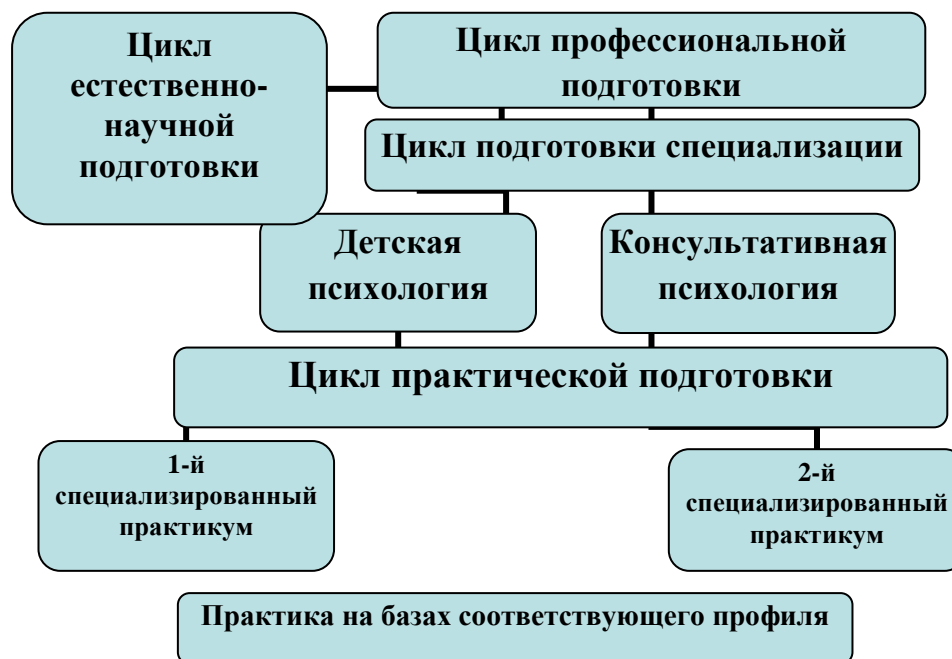 Цикл
естественно-
научной
подготовки
Цикл профессиональной
подготовки
Цикл подготовки специализации
Детская
психология
Консультативная
психология
Цикл практической подготовки
1-й
специализированный
практикум
2-й
специализированный
практикум
Практика на базах соответствующего профиля